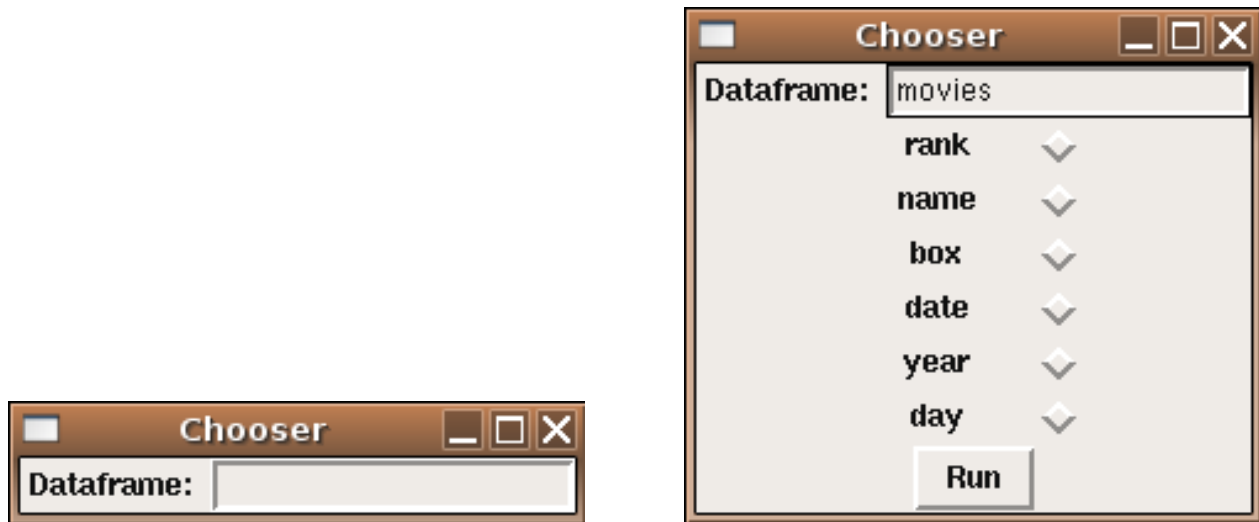 Chooser
Dataframe:
Chooser
Dataframe: movies
rank
name
box
date
year
day
Run